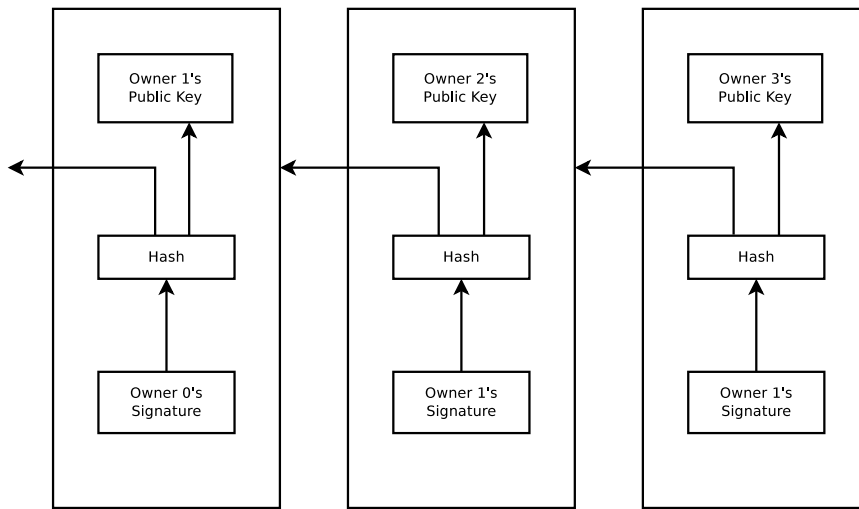 Owner 1's
Public Key
Hash
Owner 0's
Signature
Owner 2's
Public Key
Hash
Owner 1's
Signature
Owner 3's
Public Key
Hash
Owner 1's
Signature